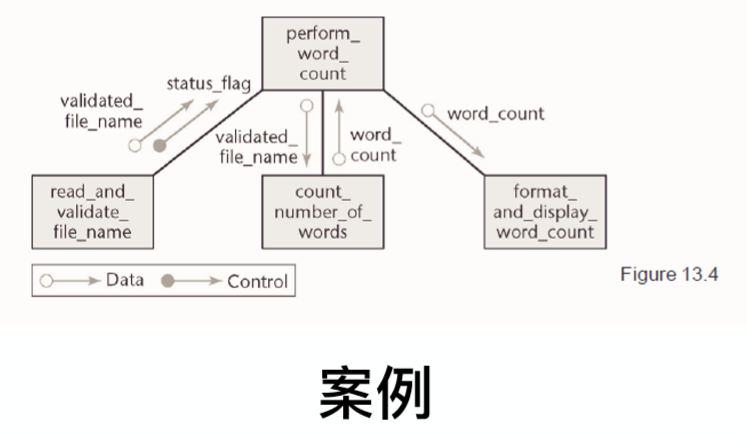 perform_
word_
count
status_flag
validated_
file_name
validated_
file_name
word_
count
word_count
read_and_
validate_
file_name
count_
number_of_
words
format_
and_display_
word_count
Data
Control
Figure 13.4
案例